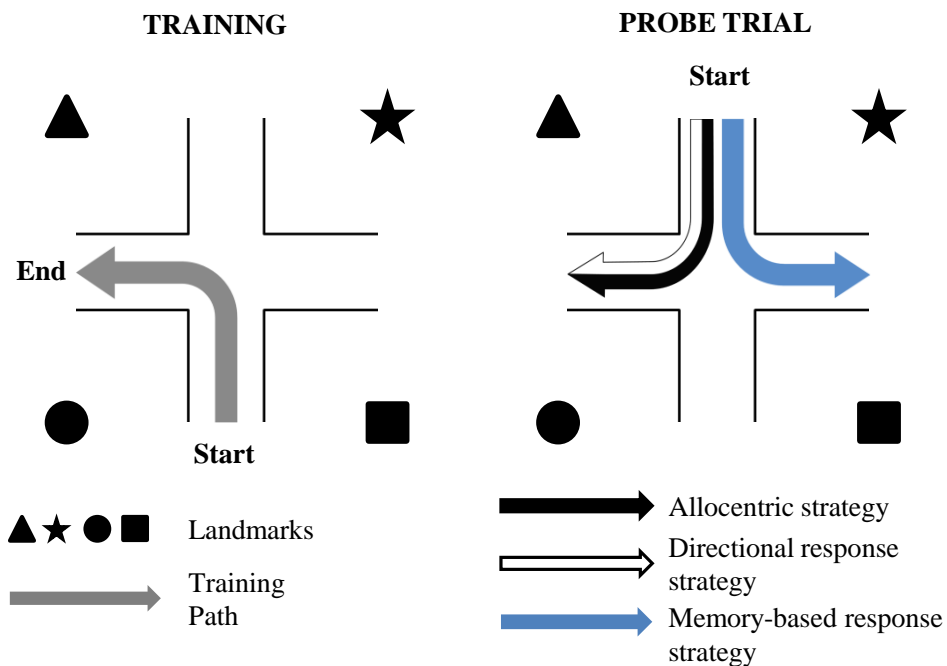 TRAINING
End
Start
Landmarks
Training
Path
PROBE TRIAL
Start
Allocentric strategy
Directional response
strategy
Memory-based response
strategy